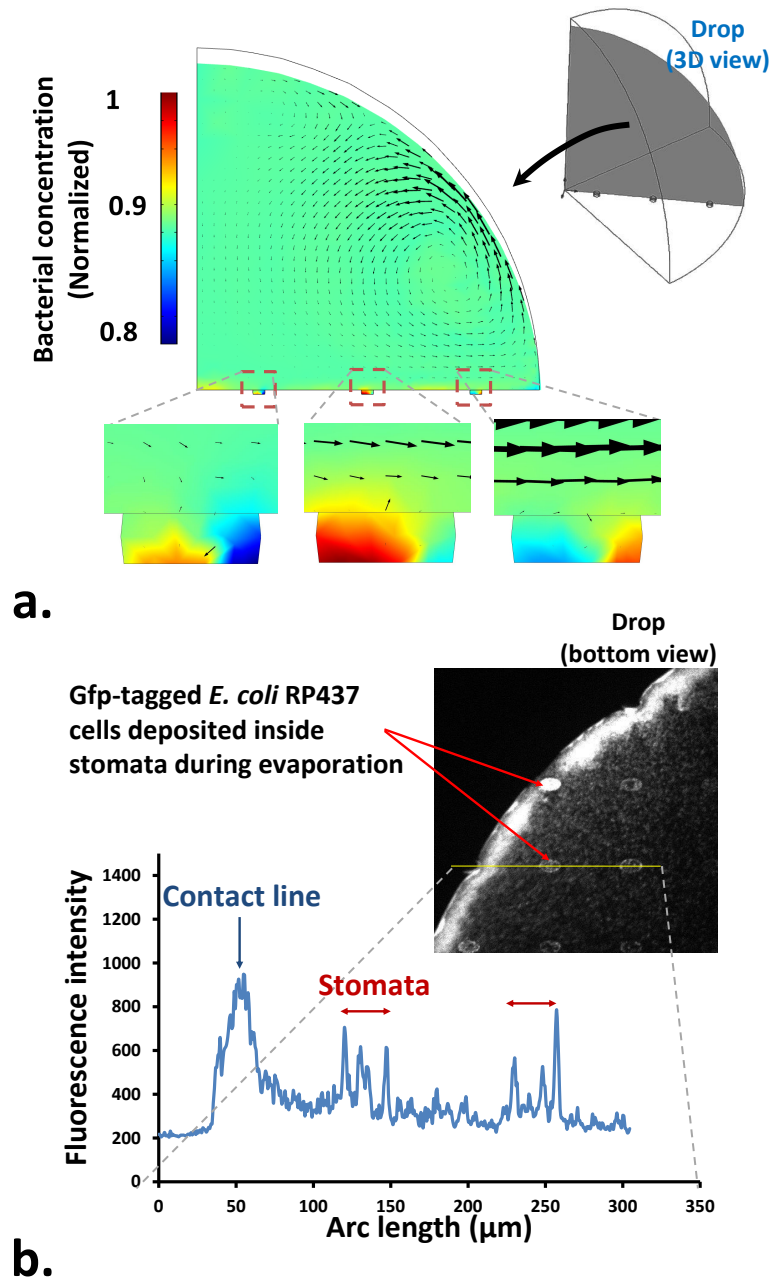 Drop
(3D view)
Bacterial concentration
(Normalized)
1
0.9
0.8
a.
Drop
(bottom view)
Gfp-tagged E. coli RP437
cells deposited inside
stomata during evaporation
Fluorescence intensity
1400
1200
1000
800
600
400
200
0
Contact line
Stomata
0 50 100 150 200 250 300 350
Arc length (μm)
b.